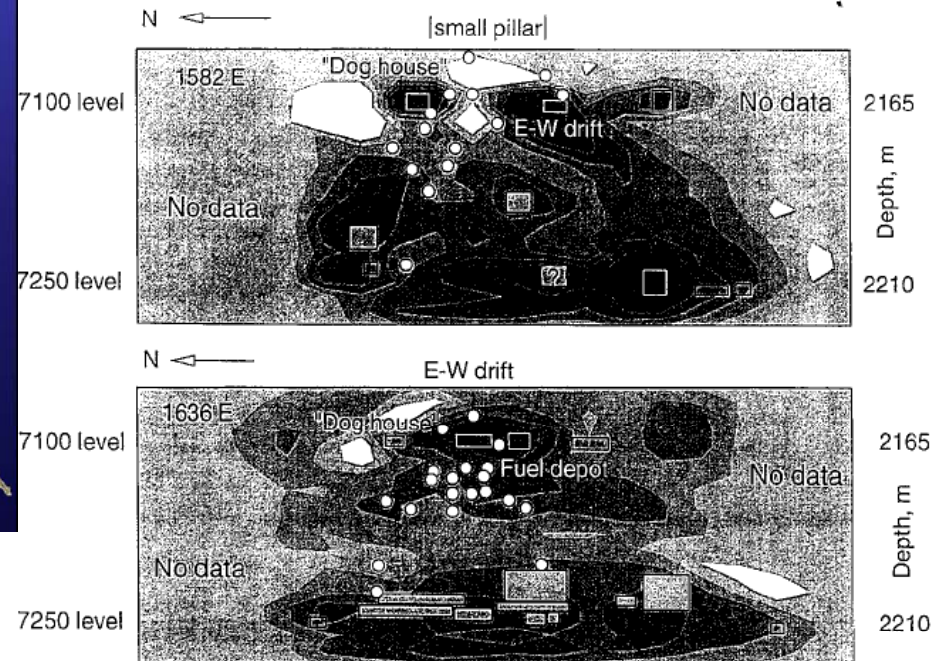 N
|small pillar|
"Dog house"
1582 E
7100 level
No data
2165
E-W drift
Depth, m
No data
7250 level
2210
N
E-W drift
1636 E
"Dog house"
7100 level
2165
Fuel depot
No data
Depth, m
No data
7250 level
2210